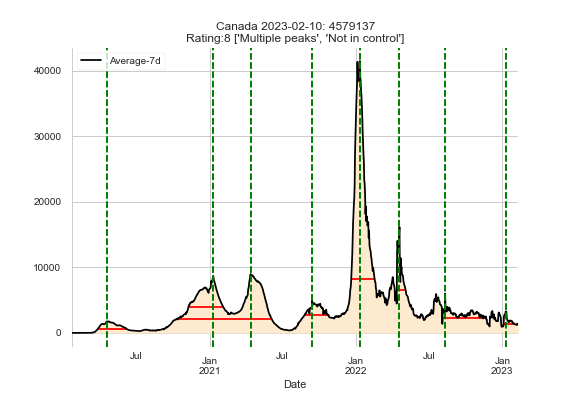 Canada 2023-02-10: 4579137
Rating:8 ['Multiple peaks', 'Not in control']
Average-7d
40000
30000
20000
10000
0
Jul
Jan
2021
Jul
Jan
2022
Jul
Jan
2023
Date